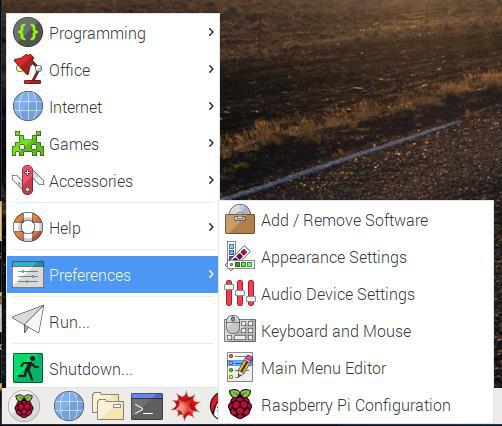 Programming
Office
Internet
Games
Accessories
Help
Preferences
Run...
Shutdown...
Add / Remove Software
Appearance Settings
Audio Device Settings
Keyboard and Mouse
Main Menu Editor
Raspberry Pi Configuration